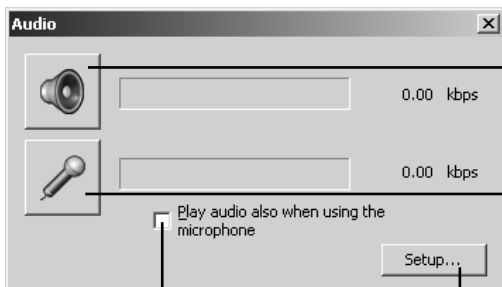 Audio
0.00 kbps
0.00 kbps
Play audio also when using the
microphone
Setup...